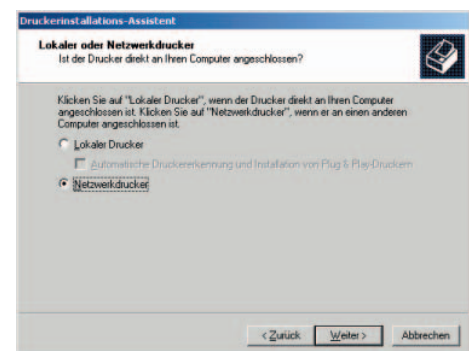 Druckerinstallations-Assistent
Lokaler oder Netzwerkdrucker
Ist der Drucker direkt an Ihren Computer angeschlossen?
Klicken Sie auf "Lokaler Drucker", wenn der Drucker direkt an Ihren Computer
angeschlossen ist. Klicken Sie auf "Netzwerkdrucker", wenn er an einen anderen
Computer angeschlossen ist.
Lokaler Drucker
Automatische Druckererkennung und Installation von Plug & Play-Druckern
Netzwerkdrucker
< Zurück Weiter > Abbrechen